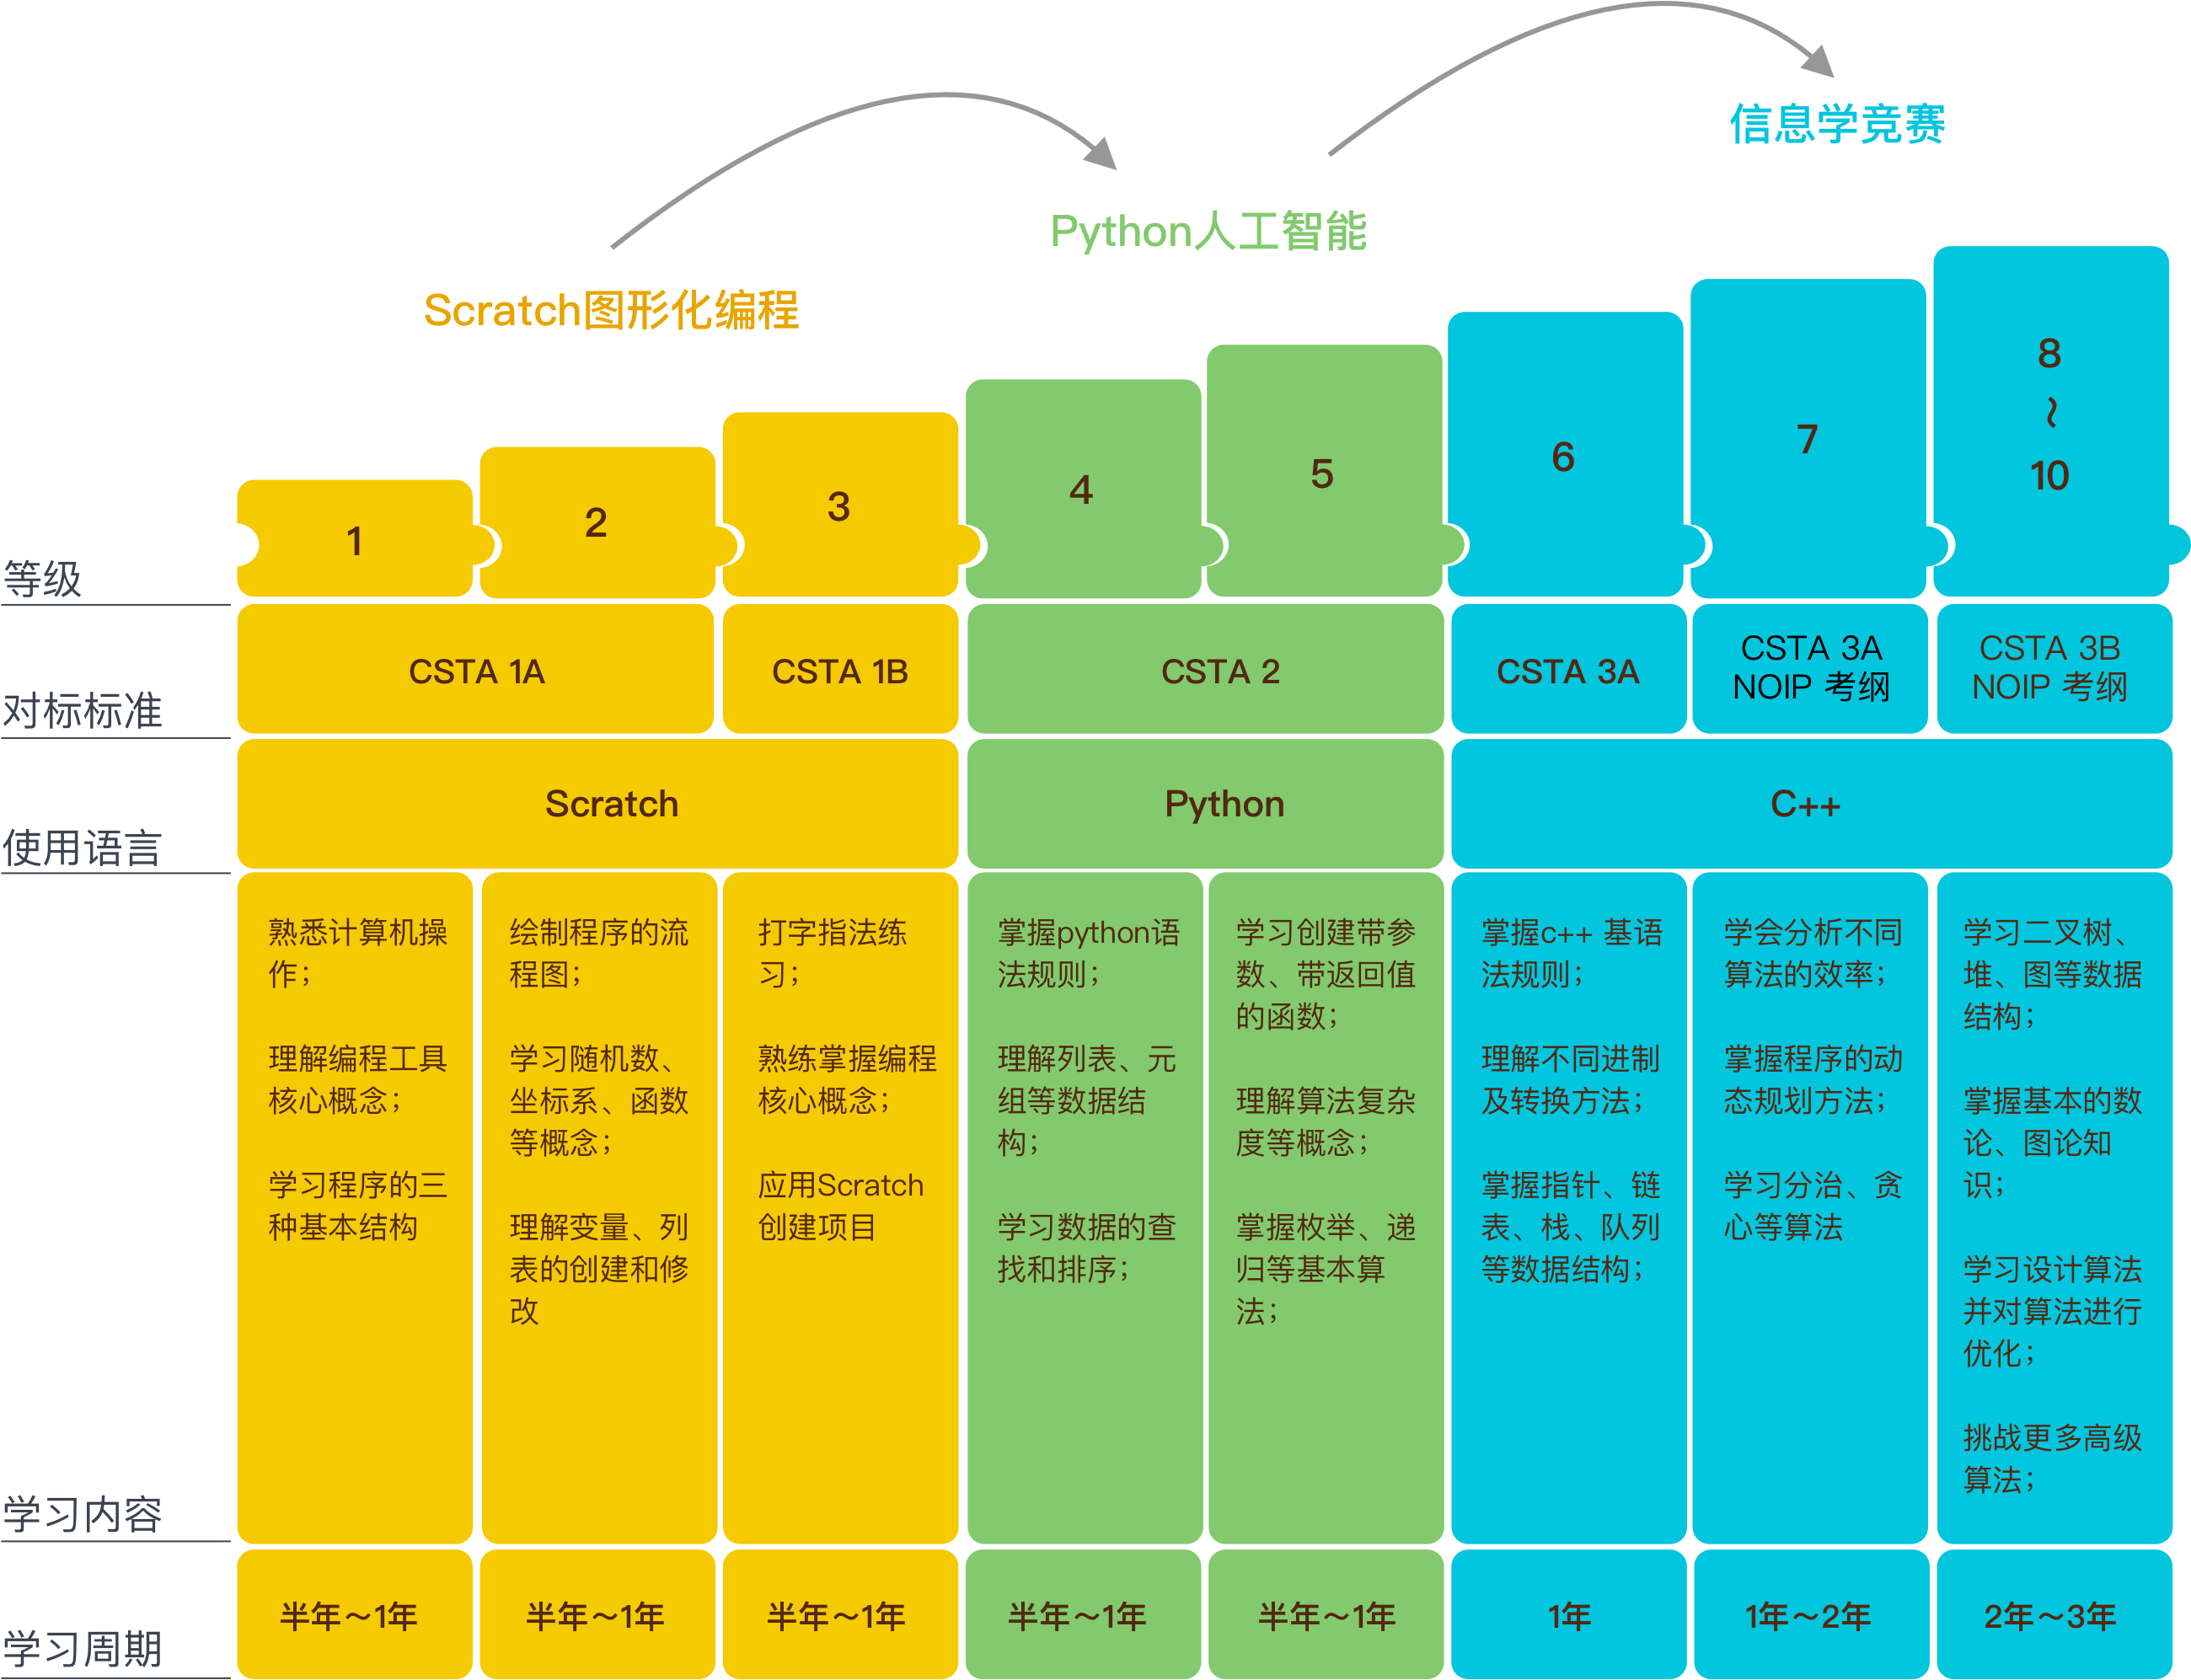 信息学竞赛
Python人工智能
Scratch图形化编程
等级
1
2
3
4
5
6
7
8
~
10
对标标准
CSTA 1A
CSTA 1B
CSTA 2
CSTA 3A
CSTA 3A
NOIP 考纲
CSTA 3B
NOIP 考纲
使用语言
Scratch
Python
C++
学习内容
熟悉计算机操
作；
理解编程工具
核心概念；
学习程序的三
种基本结构
绘制程序的流
程图；
学习随机数、
坐标系、函数
等概念；
理解变量、列
表的创建和修
改
打字指法练
习；
熟练掌握编程
核心概念；
应用Scratch
创建项目
掌握python语
法规则；
理解列表、元
组等数据结
构；
学习数据的查
找和排序；
学习创建带参
数、带返回值
的函数；
理解算法复杂
度等概念；
掌握枚举、递
归等基本算
法；
掌握c++ 基语
法规则；
理解不同进制
及转换方法；
掌握指针、链
表、栈、队列
等数据结构；
学会分析不同
算法的效率；
掌握程序的动
态规划方法；
学习分治、贪
心等算法
学习二叉树、
堆、图等数据
结构；
掌握基本的数
论、图论知
识；
学习设计算法
并对算法进行
优化；
挑战更多高级
算法；
学习周期
半年～1年
半年～1年
半年～1年
半年～1年
半年～1年
1年
1年～2年
2年～3年